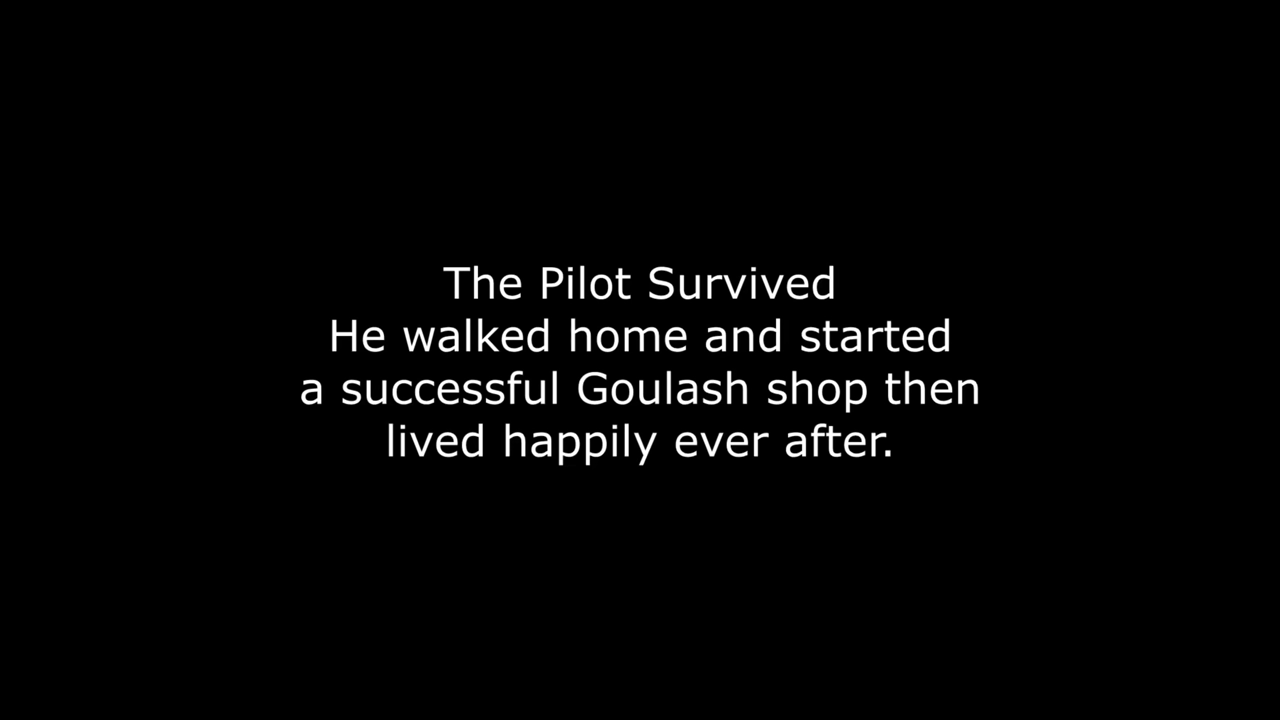 The Pilot Survived
He walked home and started
a successful Goulash shop then
lived happily ever after.